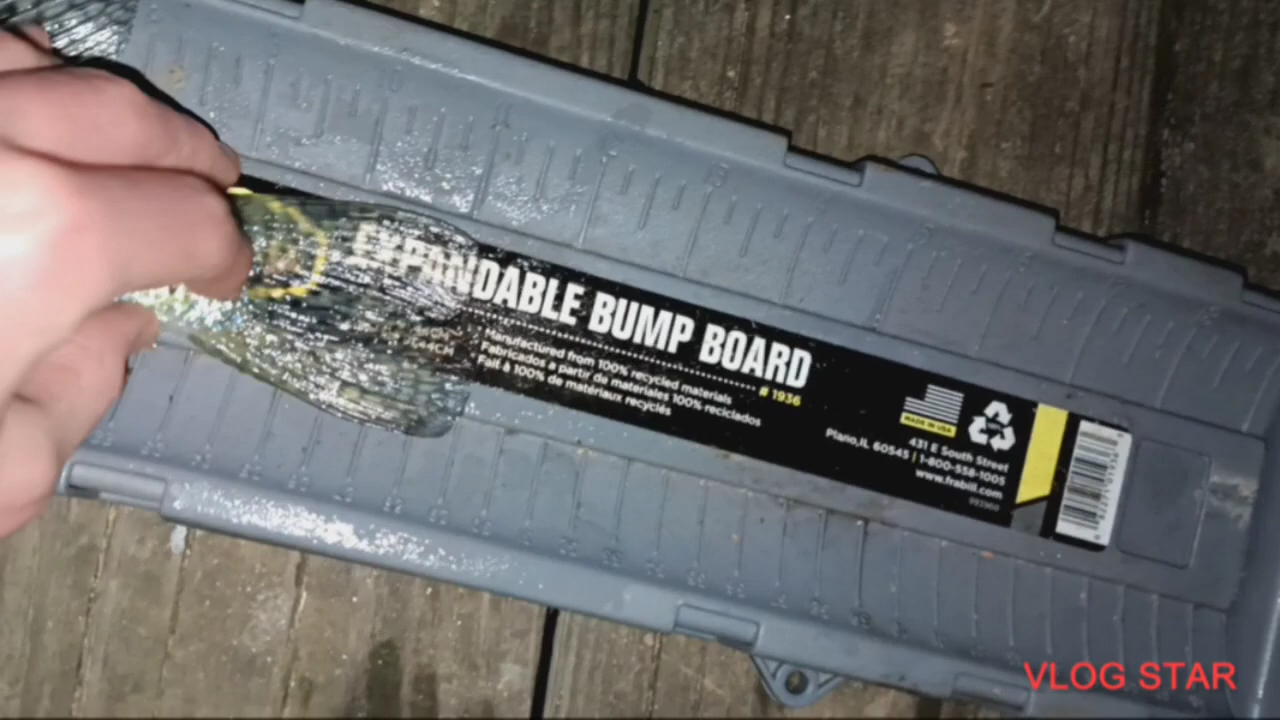 EXPANDABLE BUMP BOARD
# 1936
Manufactured from 100% recycled materials
Fabricados a partir de materiales 100% reciclados
Fait à 100% de matériaux recyclés
MADE IN USA
431 E South Street
Plano,IL 60545 | 1-800-558-1005
www.frabill.com
VLOG STAR